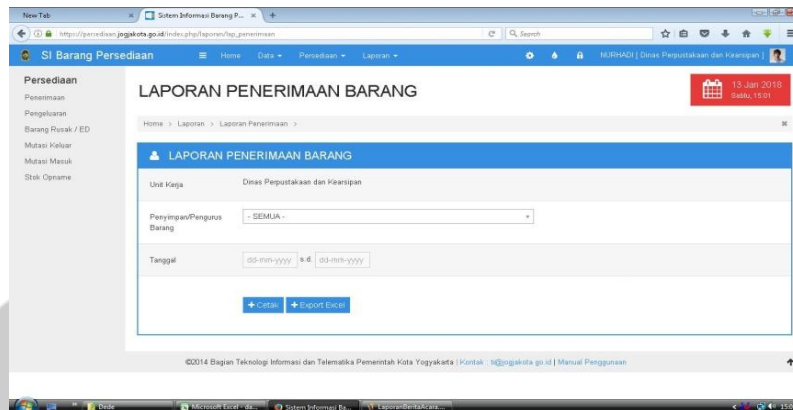 New Tab
Sistem Informasi Barang P...
https://persediaan.jogjakota.go.id/index.php/laporan/lap_penerimaan
Search
SI Barang Persediaan
Home Data Persediaan Laporan
NURHADI [ Dinas Perpustakaan dan Kearsipan ]
Persediaan
Penerimaan
Pengeluaran
Barang Rusak / ED
Mutasi Keluar
Mutasi Masuk
Stok Opname
LAPORAN PENERIMAAN BARANG
13 Jan 2018
Sabtu, 15:01
Home > Laporan > Laporan Penerimaan >
LAPORAN PENERIMAAN BARANG
Unit Kerja Dinas Perpustakaan dan Kearsipan
Penyimpan/Pengurus - SEMUA -
Barang
Tanggal dd-mm-yyyy s.d. dd-mm-yyyy
Cetak Export Excel
©2014 Bagian Teknologi Informasi dan Telematika Pemerintah Kota Yogyakarta | Kontak : ti@jogjakota.go.id | Manual Penggunaan
Dede Microsoft Excel - da... Sistem Informasi Ba... LaporanBeritaAcara....